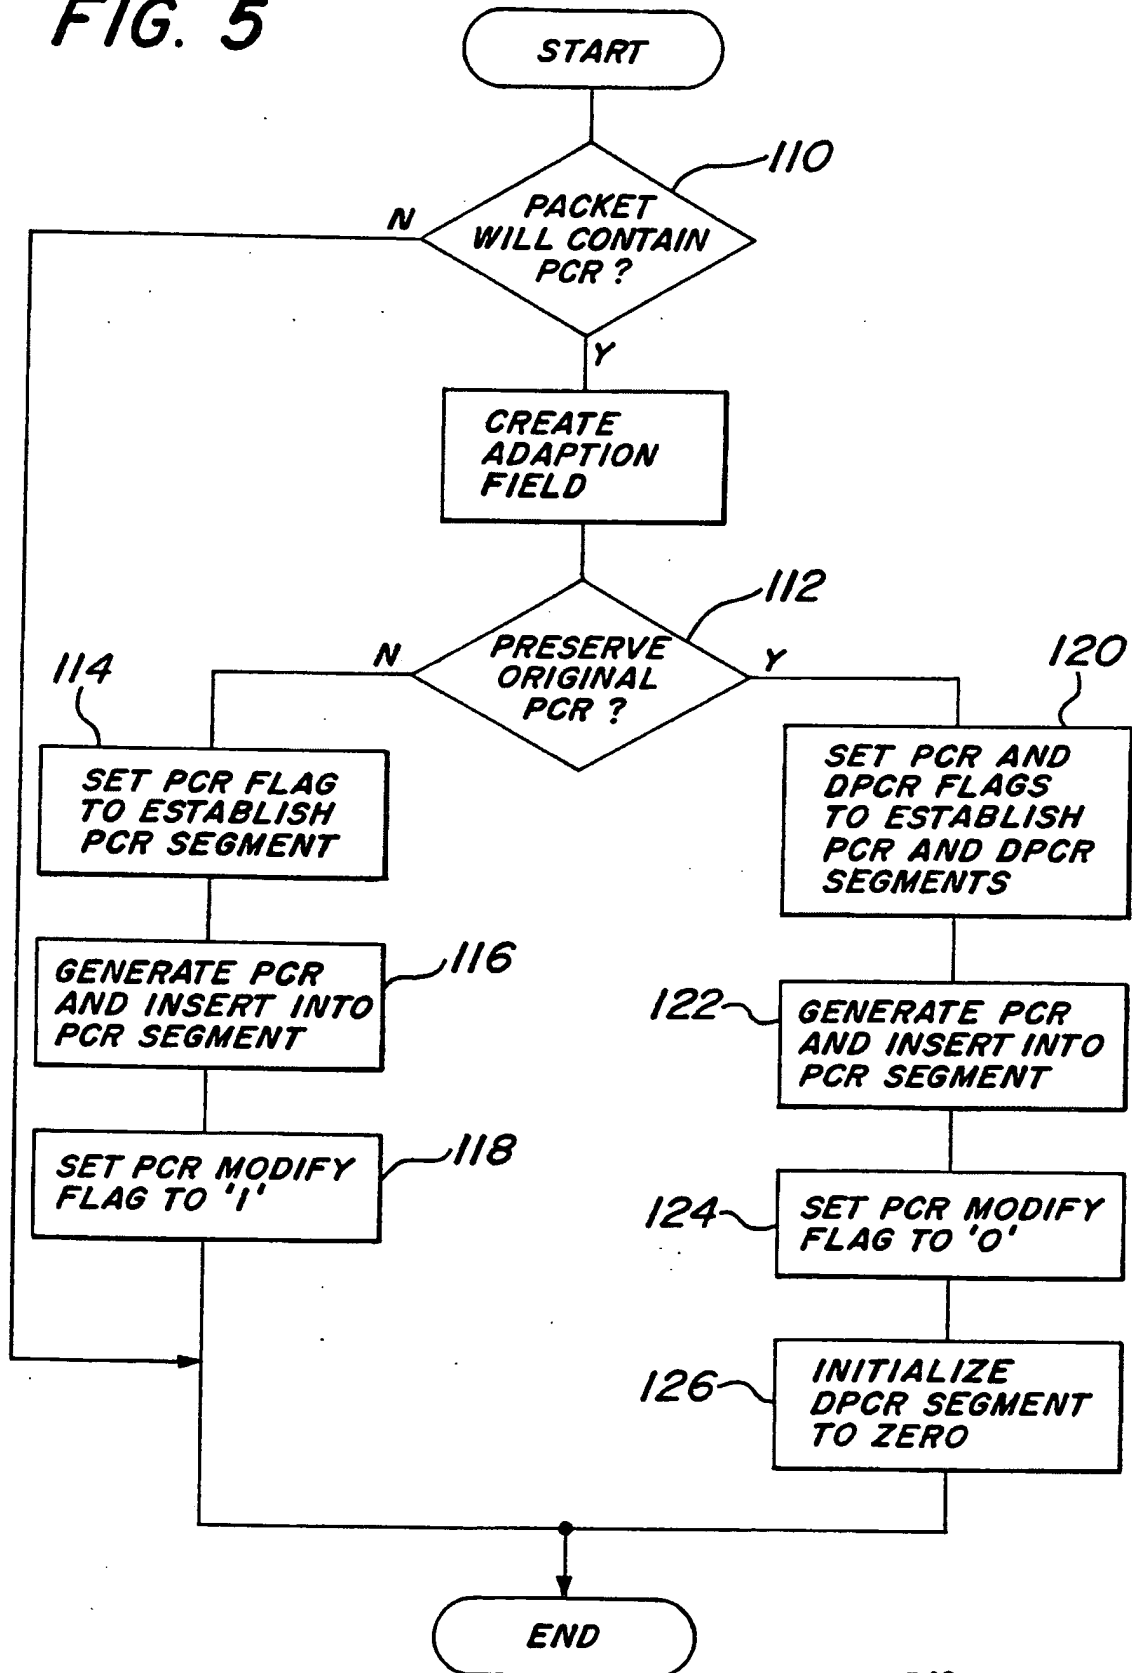 FIG. 5
START
110
PACKET
WILL CONTAIN
PCR ?
N
Y
CREATE
ADAPTION
FIELD
112
PRESERVE
ORIGINAL
PCR ?
N
Y
114
SET PCR FLAG
TO ESTABLISH
PCR SEGMENT
116
GENERATE PCR
AND INSERT INTO
PCR SEGMENT
118
SET PCR MODIFY
FLAG TO '1'
120
SET PCR AND
DPCR FLAGS
TO ESTABLISH
PCR AND DPCR
SEGMENTS
122
GENERATE PCR
AND INSERT INTO
PCR SEGMENT
124
SET PCR MODIFY
FLAG TO '0'
126
INITIALIZE
DPCR SEGMENT
TO ZERO
END